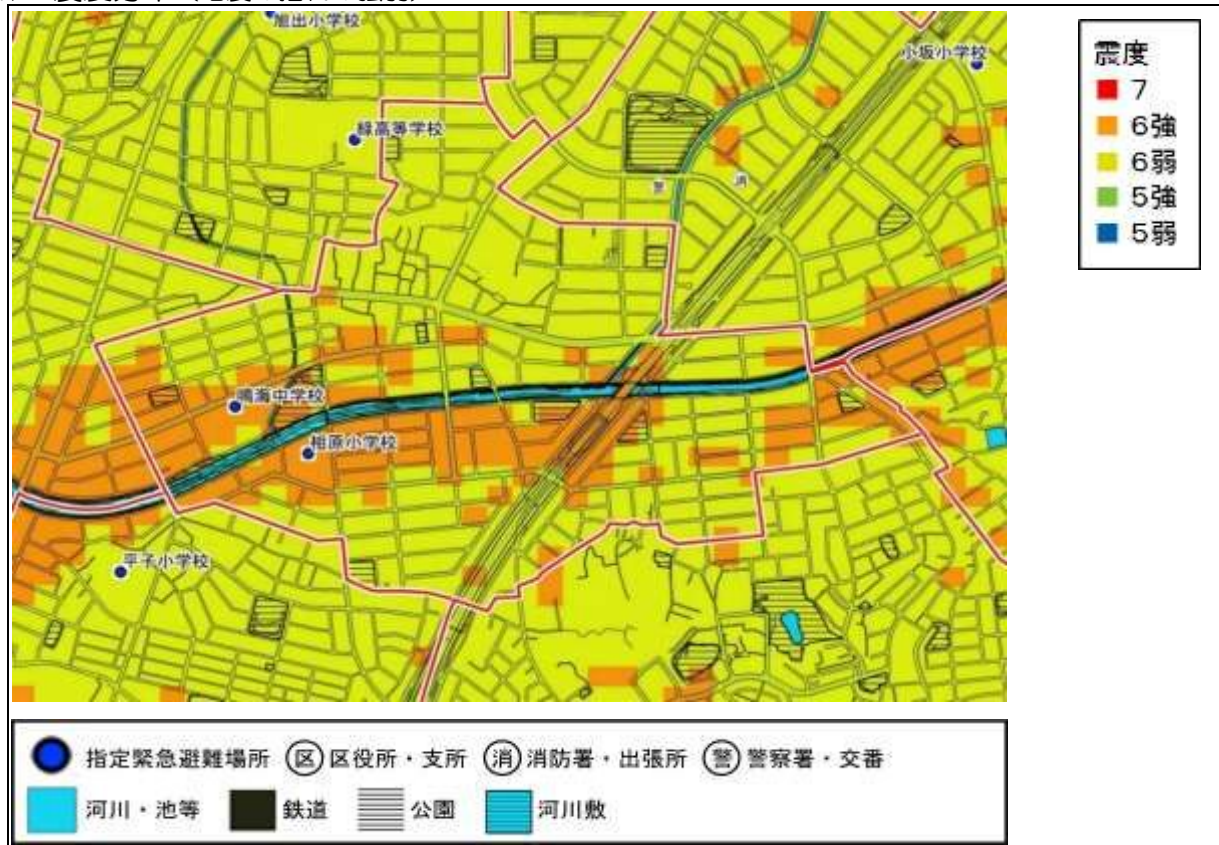 旭出小学校
小坂小学校
緑高等学校
警
消
鳴海中学校
相原小学校
平子小学校
震度
7
6強
6弱
5強
5弱
指定緊急避難場所 区 区役所・支所 消 消防署・出張所 警 警察署・交番
河川・池等 鉄道 公園 河川敷